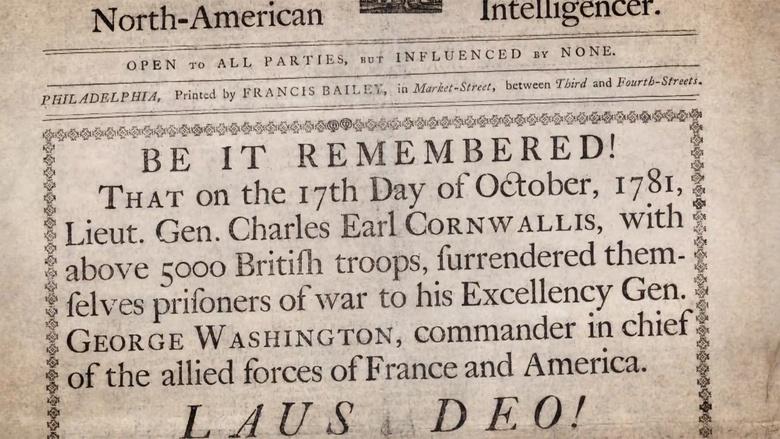 North-American Intelligencer.
OPEN TO ALL PARTIES, BUT INFLUENCED BY NONE.
PHILADELPHIA, Printed by FRANCIS BAILEY, in Market-Street, between Third and Fourth-Streets.
BE IT REMEMBERED!
THAT on the 17th Day of October, 1781,
Lieut. Gen. Charles Earl CORNWALLIS, with
above 5000 Britiſh troops, ſurrendered them-
ſelves priſoners of war to his Excellency Gen.
GEORGE WASHINGTON, commander in chief
of the allied forces of France and America.
LAUS DEO!